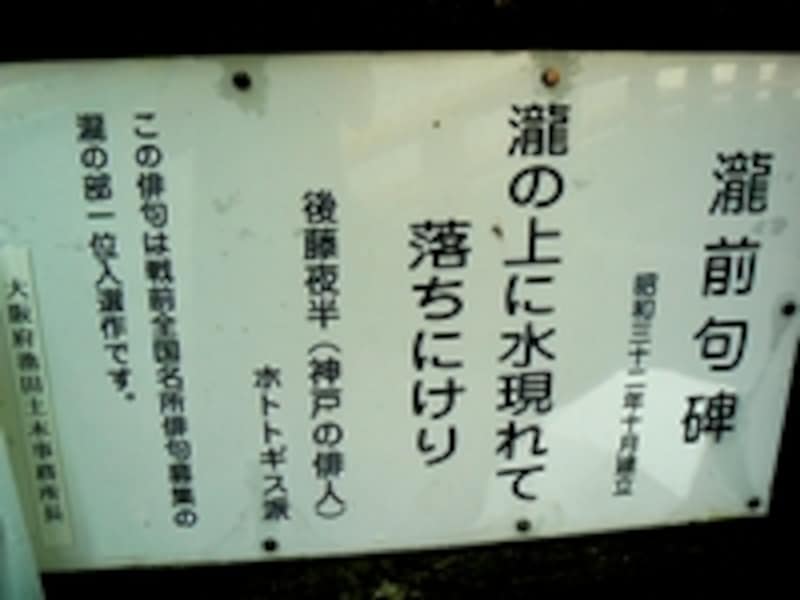 瀧前句碑
昭和三十二年十月建立
瀧の上に水現れて
落ちにけり
後藤夜半（神戸の俳人）
ホトトギス派
この俳句は戦前全国名所俳句募集の
瀧の部一位入選作です。
大阪府池田土木事務所長